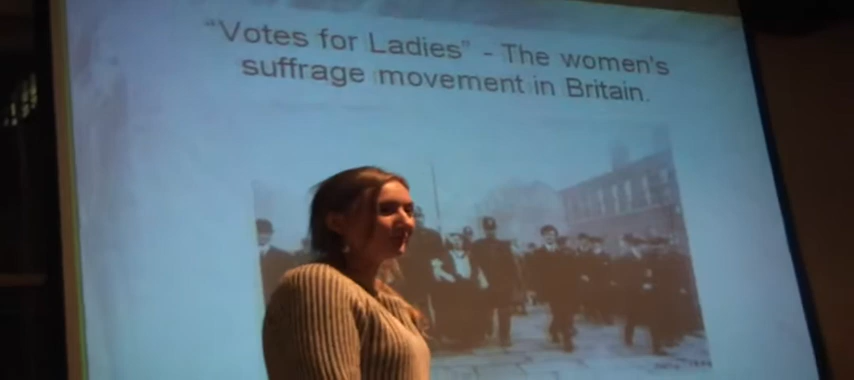 “Votes for Ladies” - The women's
suffrage movement in Britain.